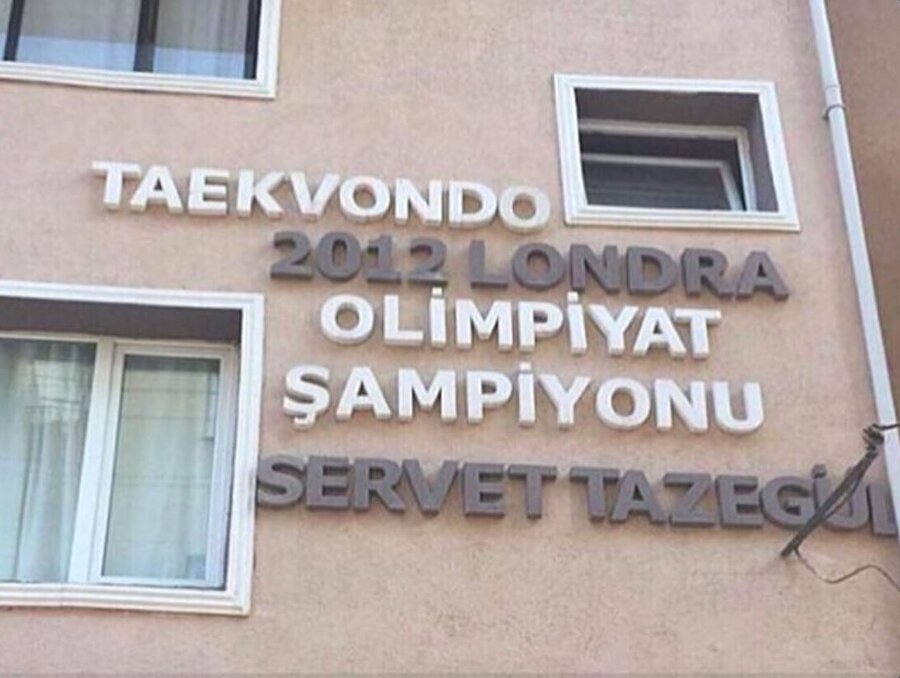 TAEKVONDO
2012 LONDRA
OLİMPİYAT
ŞAMPİYONU
SERVET TAZEGÜL